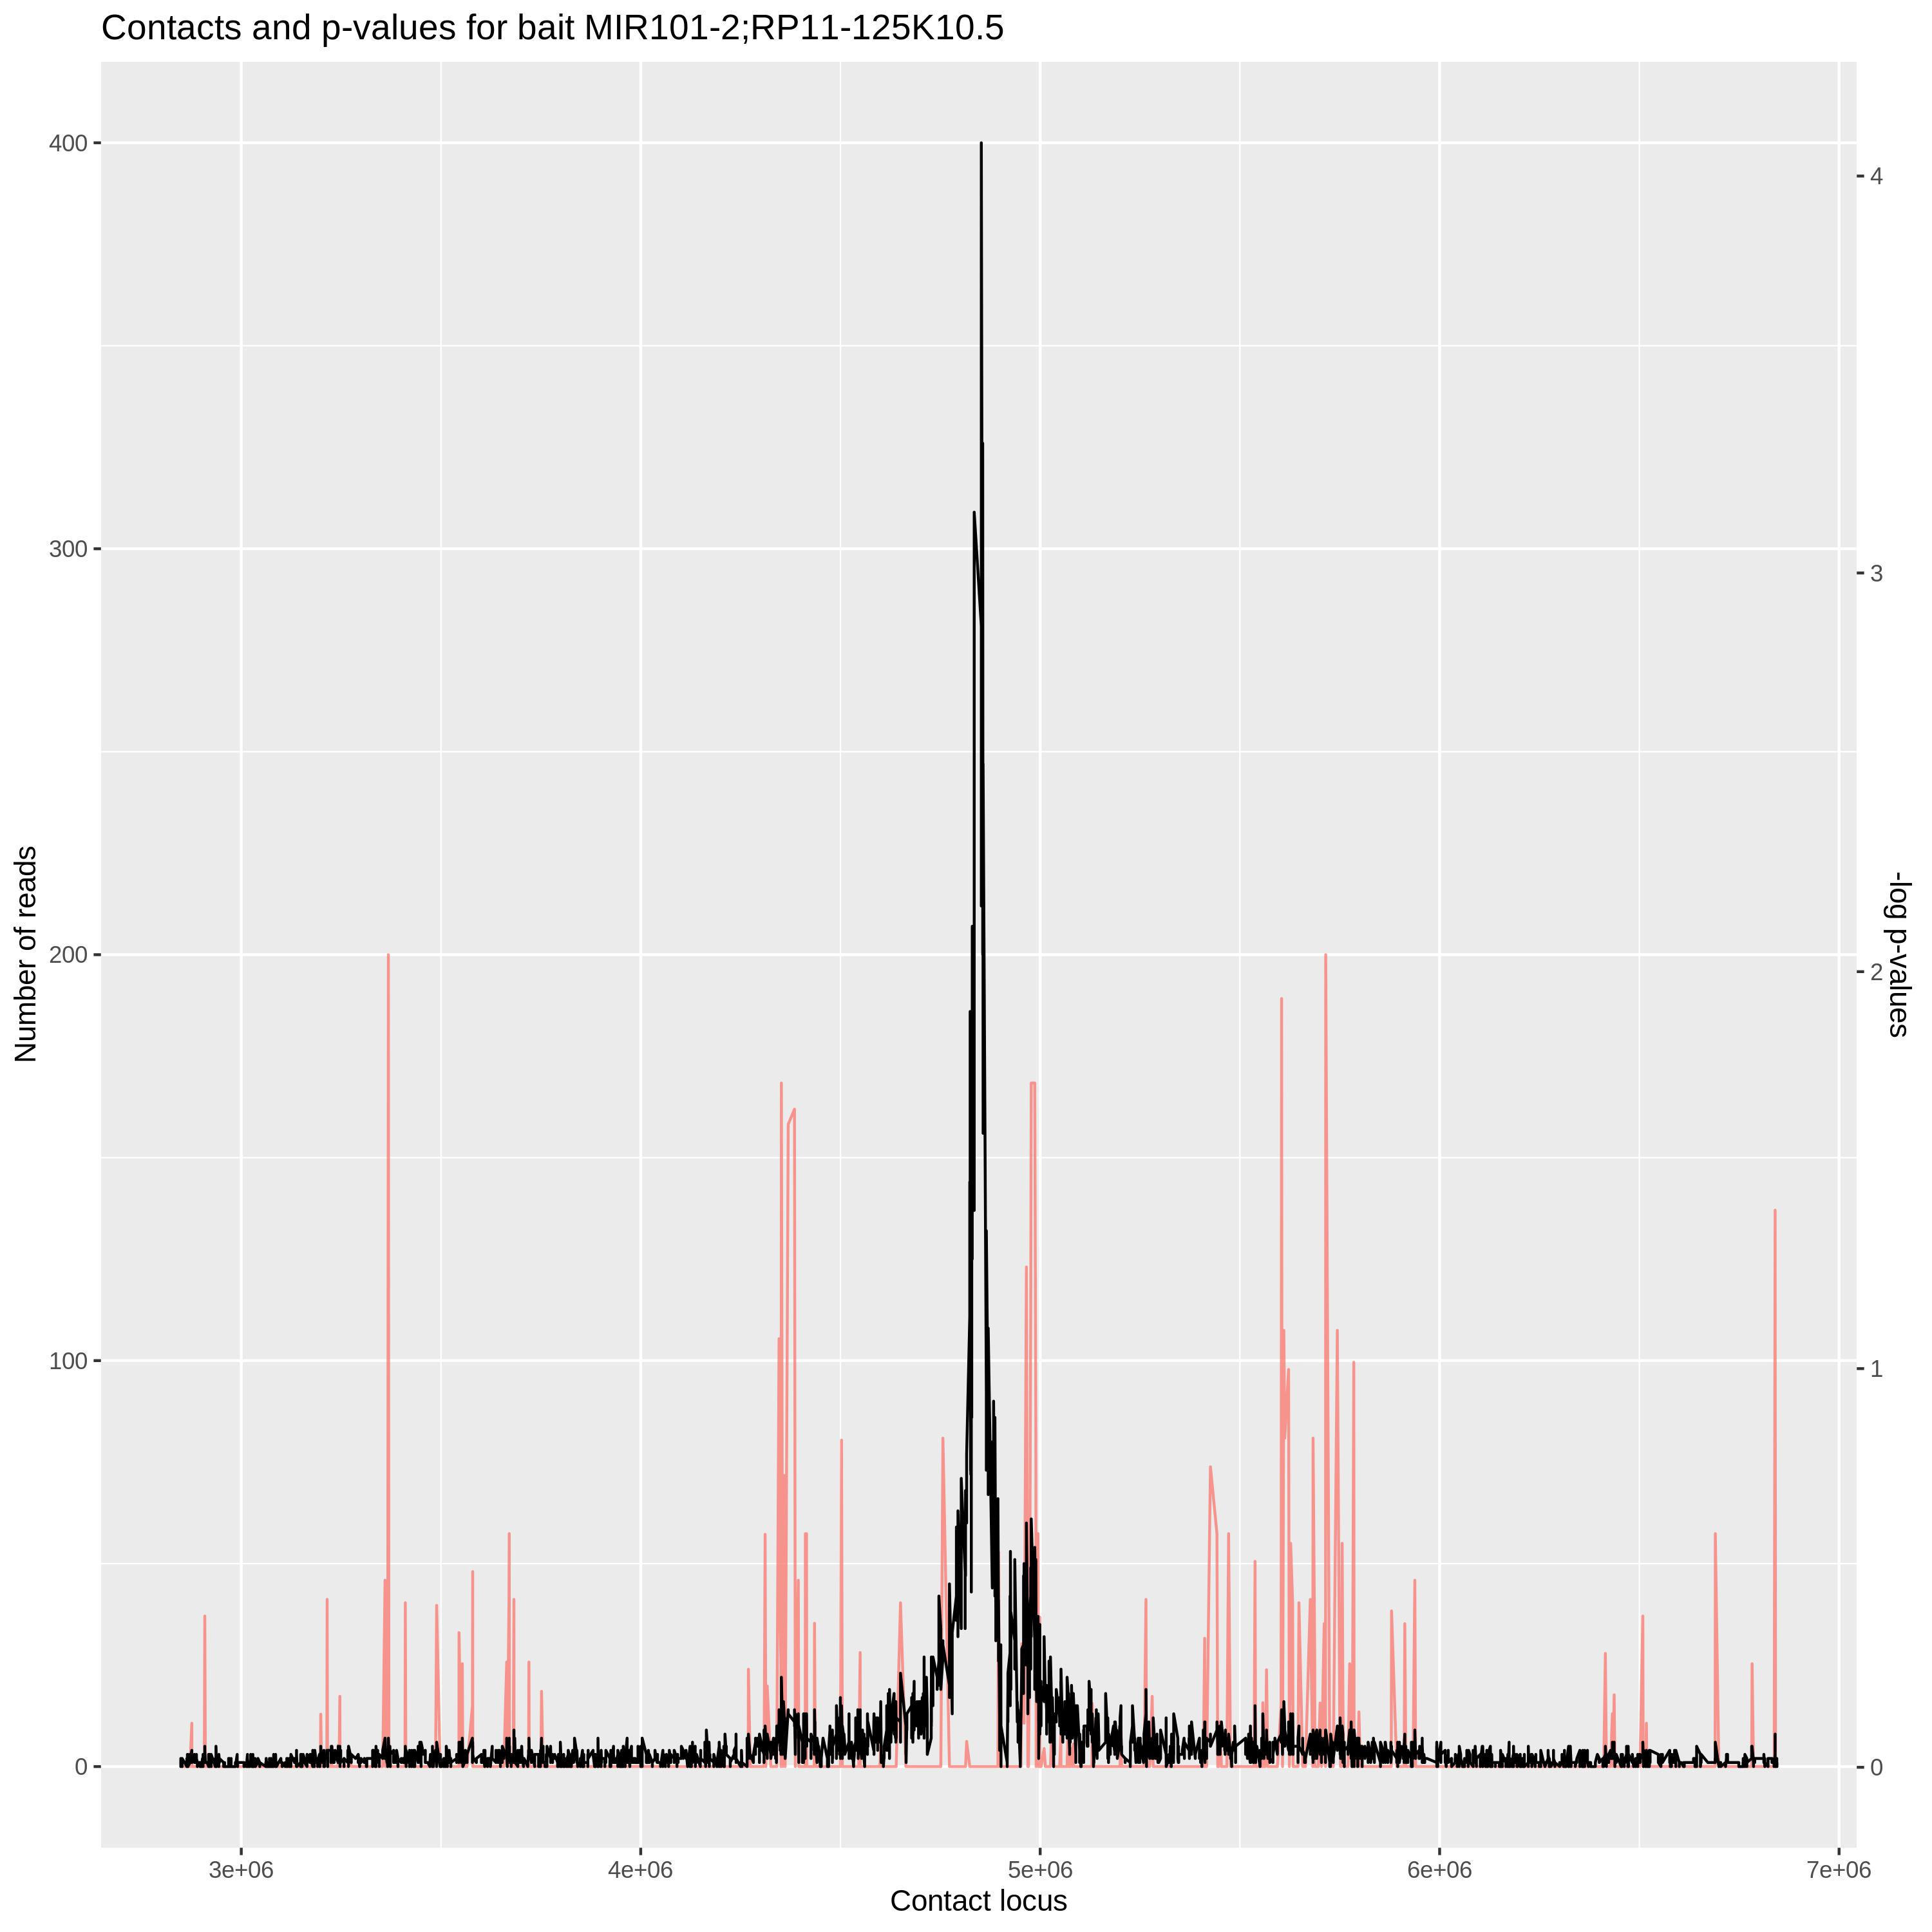 Contacts and p-values for bait MIR101-2;RP11-125K10.5
400
300
200
100
0
Number of reads
4
3
2
1
0
-log p-values
3e+06
4e+06
5e+06
6e+06
7e+06
Contact locus